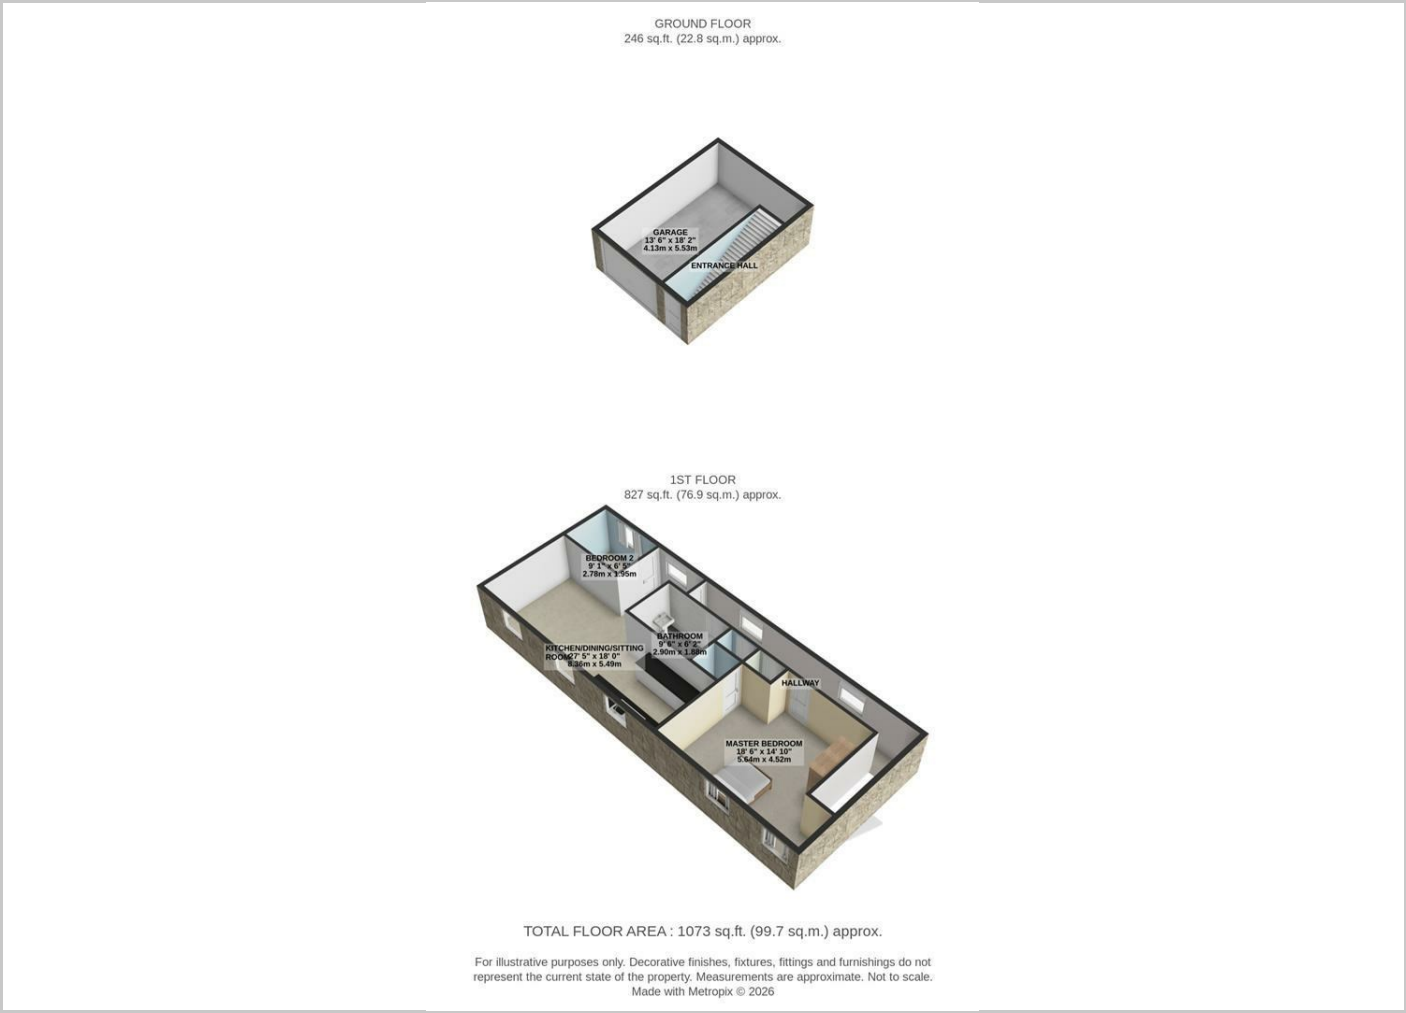 GROUND FLOOR
246 sq.ft. (22.8 sq.m.) approx.
GARAGE
13' 6" x 18' 2"
4.13m x 5.53m
ENTRANCE HALL
1ST FLOOR
827 sq.ft. (76.9 sq.m.) approx.
BEDROOM 2
9' 1" x 6' 5"
2.78m x 1.95m
BATHROOM
9' 6" x 6' 2"
2.90m x 1.88m
KITCHEN/DINING/SITTING
ROOM 27' 5" x 18' 0"
8.36m x 5.49m
HALLWAY
MASTER BEDROOM
18' 6" x 14' 10"
5.64m x 4.52m
TOTAL FLOOR AREA : 1073 sq.ft. (99.7 sq.m.) approx.
For illustrative purposes only. Decorative finishes, fixtures, fittings and furnishings do not
represent the current state of the property. Measurements are approximate. Not to scale.
Made with Metropix © 2026